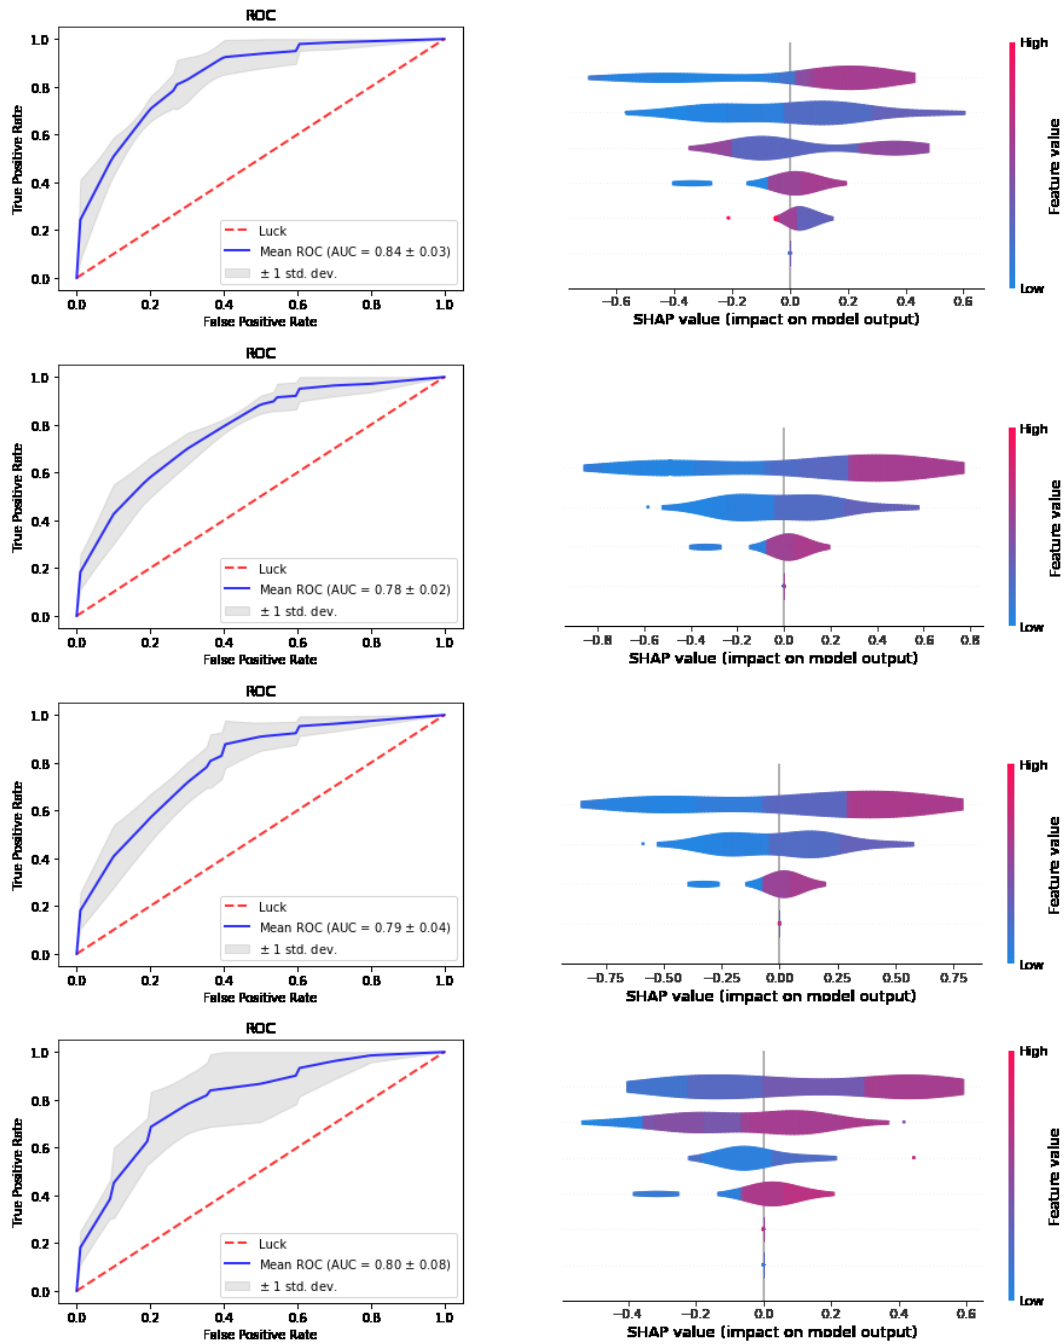 ROC
True Positive Rate
1.0
0.8
0.6
0.4
0.2
0.0
Luck
Mean ROC (AUC = 0.84 ± 0.03)
± 1 std. dev.
0.0 0.2 0.4 0.6 0.8 1.0
False Positive Rate
High
Feature value
Low
−0.6 −0.4 −0.2 0.0 0.2 0.4 0.6
SHAP value (impact on model output)
ROC
True Positive Rate
1.0
0.8
0.6
0.4
0.2
0.0
Luck
Mean ROC (AUC = 0.78 ± 0.02)
± 1 std. dev.
0.0 0.2 0.4 0.6 0.8 1.0
False Positive Rate
High
Feature value
Low
−0.8 −0.6 −0.4 −0.2 0.0 0.2 0.4 0.6 0.8
SHAP value (impact on model output)
ROC
True Positive Rate
1.0
0.8
0.6
0.4
0.2
0.0
Luck
Mean ROC (AUC = 0.79 ± 0.04)
± 1 std. dev.
0.0 0.2 0.4 0.6 0.8 1.0
False Positive Rate
High
Feature value
Low
−0.75 −0.50 −0.25 0.00 0.25 0.50 0.75
SHAP value (impact on model output)
ROC
True Positive Rate
1.0
0.8
0.6
0.4
0.2
0.0
Luck
Mean ROC (AUC = 0.80 ± 0.08)
± 1 std. dev.
0.0 0.2 0.4 0.6 0.8 1.0
False Positive Rate
High
Feature value
Low
−0.4 −0.2 0.0 0.2 0.4 0.6
SHAP value (impact on model output)